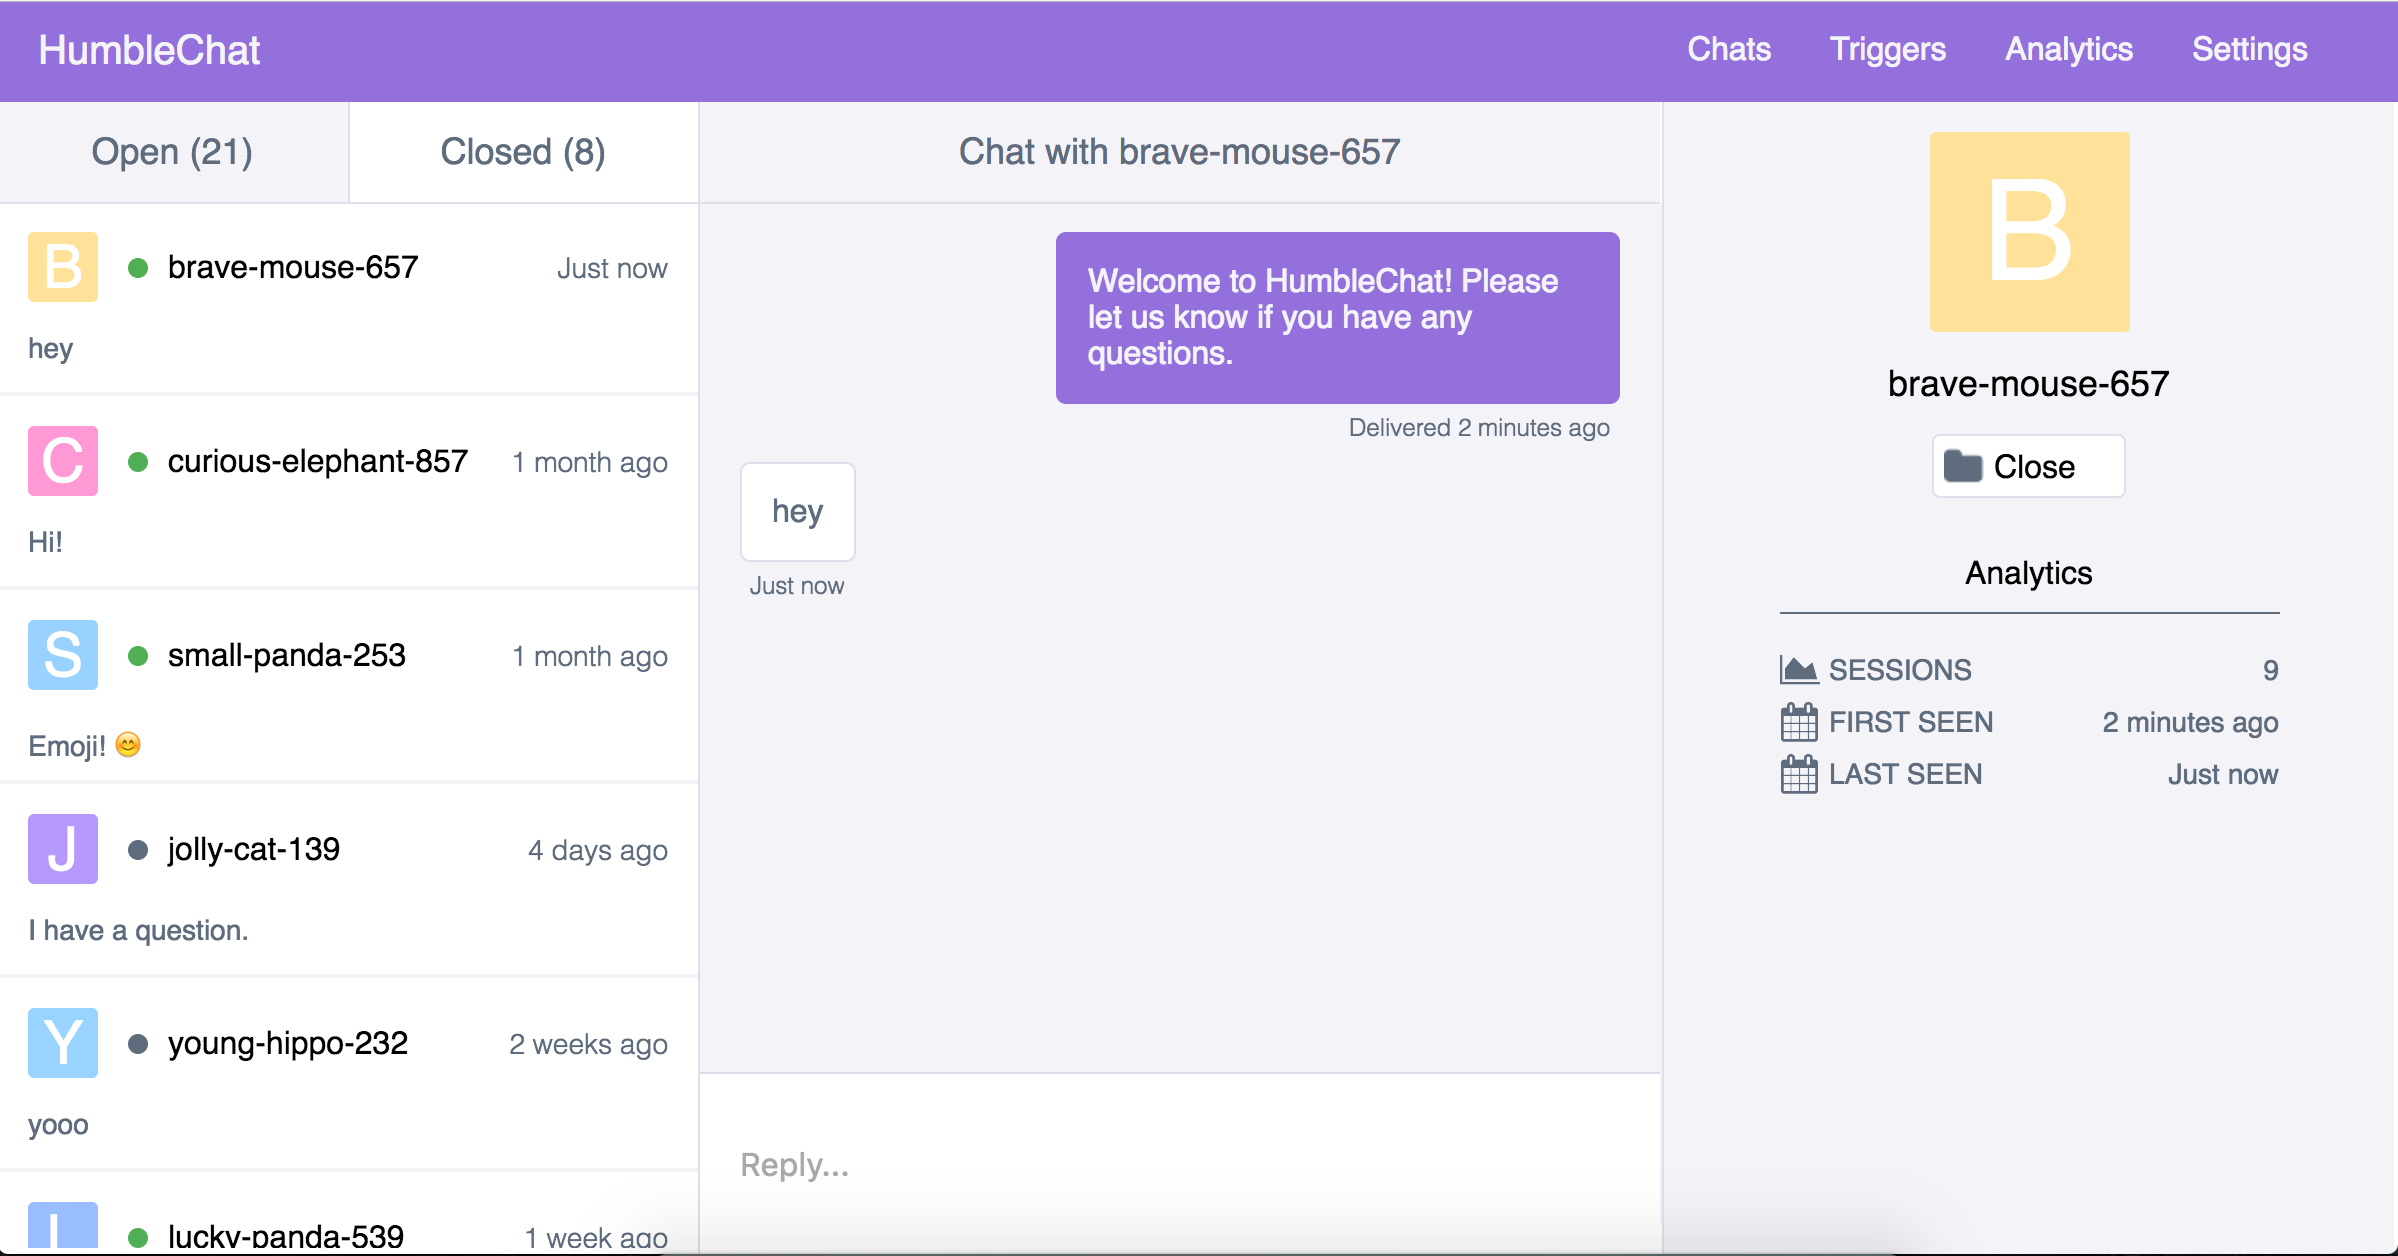 HumbleChat
Chats Triggers Analytics Settings
Open (21)
Closed (8)
B
brave-mouse-657
Just now
hey
C
curious-elephant-857
1 month ago
Hi!
S
small-panda-253
1 month ago
Emoji! 😊
J
jolly-cat-139
4 days ago
I have a question.
Y
young-hippo-232
2 weeks ago
yooo
L
lucky-panda-539
1 week ago
Chat with brave-mouse-657
Welcome to HumbleChat! Please
let us know if you have any
questions.
Delivered 2 minutes ago
hey
Just now
Reply...
B
brave-mouse-657
Close
Analytics
SESSIONS 9
FIRST SEEN 2 minutes ago
LAST SEEN Just now